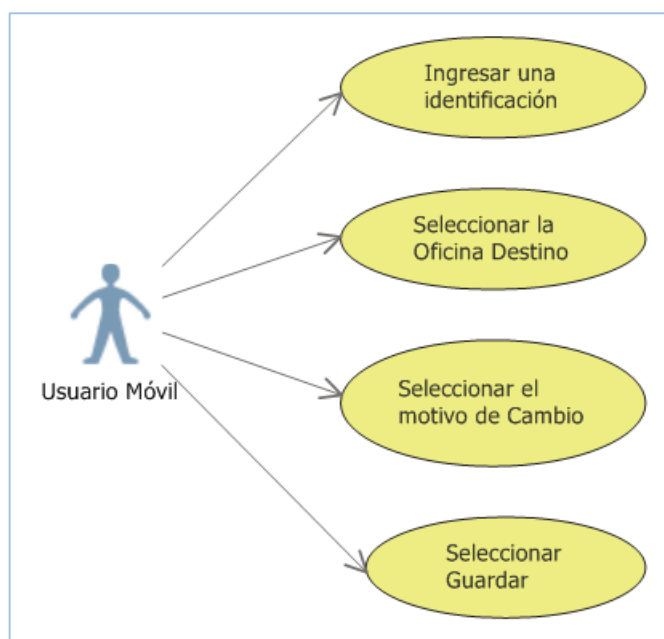 Ingresar una
identificación
Seleccionar la
Oficina Destino
Usuario Móvil
Seleccionar el
motivo de Cambio
Seleccionar
Guardar